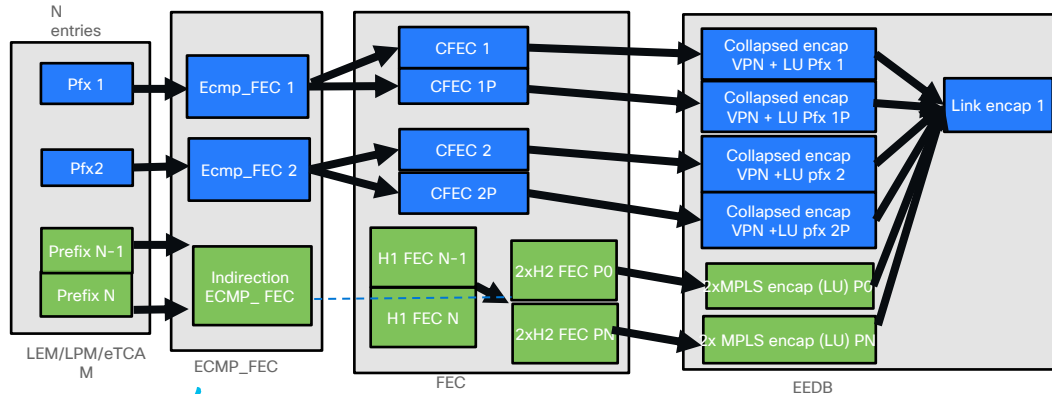 N
entries
Pfx 1
Pfx2
Prefix N-1
Prefix N
LEM/LPM/eTCA
M
Ecmp_FEC 1
Ecmp_FEC 2
Indirection
ECMP_ FEC
ECMP_FEC
CFEC 1
CFEC 1P
CFEC 2
CFEC 2P
H1 FEC N-1
H1 FEC N
2xH2 FEC P0
2xH2 FEC PN
FEC
Collapsed encap
VPN + LU Pfx 1
Collapsed encap
VPN + LU Pfx 1P
Collapsed encap
VPN +LU pfx 2
Collapsed encap
VPN +LU pfx 2P
2xMPLS encap (LU) P0
2x MPLS encap (LU) PN
Link encap 1
EEDB